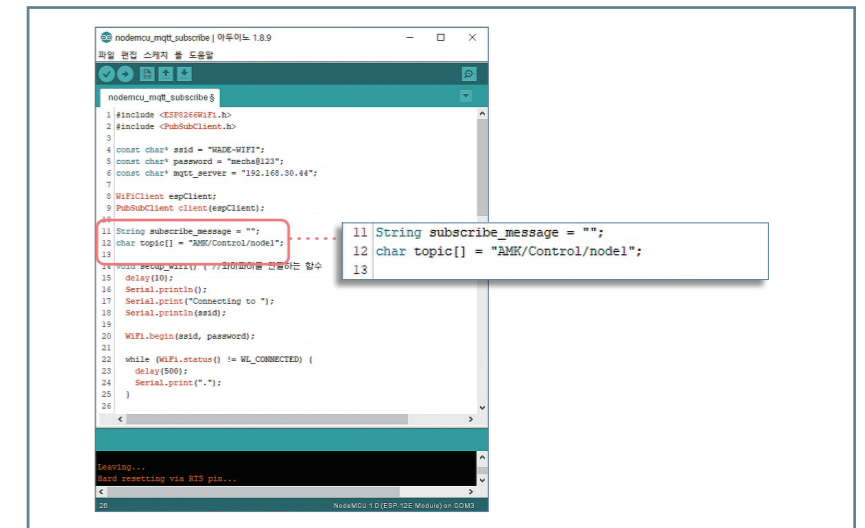 nodemcu_mqtt_subscribe | 아두이노 1.8.9
파일 편집 스케치 툴 도움말
nodemcu_mqtt_subscribe §
1 #include <ESP8266WiFi.h>
2 #include <PubSubClient.h>
3
4 const char* ssid = "WADE-WIFI";
5 const char* password = "mecha@123";
6 const char* mqtt_server = "192.168.30.44";
7
8 WiFiClient espClient;
9 PubSubClient client(espClient);
10
11 String subscribe_message = "";
12 char topic[] = "AMK/Control/node1";
13
14 void setup_wifi() { //와이파이를 연결하는 함수
15 delay(10);
16 Serial.println();
17 Serial.print("Connecting to ");
18 Serial.println(ssid);
19
20 WiFi.begin(ssid, password);
21
22 while (WiFi.status() != WL_CONNECTED) {
23 delay(500);
24 Serial.print(".");
25 }
26
Leaving...
Hard resetting via RTS pin...
26 NodeMCU 1.0 (ESP-12E Module) on COM3
11 String subscribe_message = "";
12 char topic[] = "AMK/Control/node1";
13